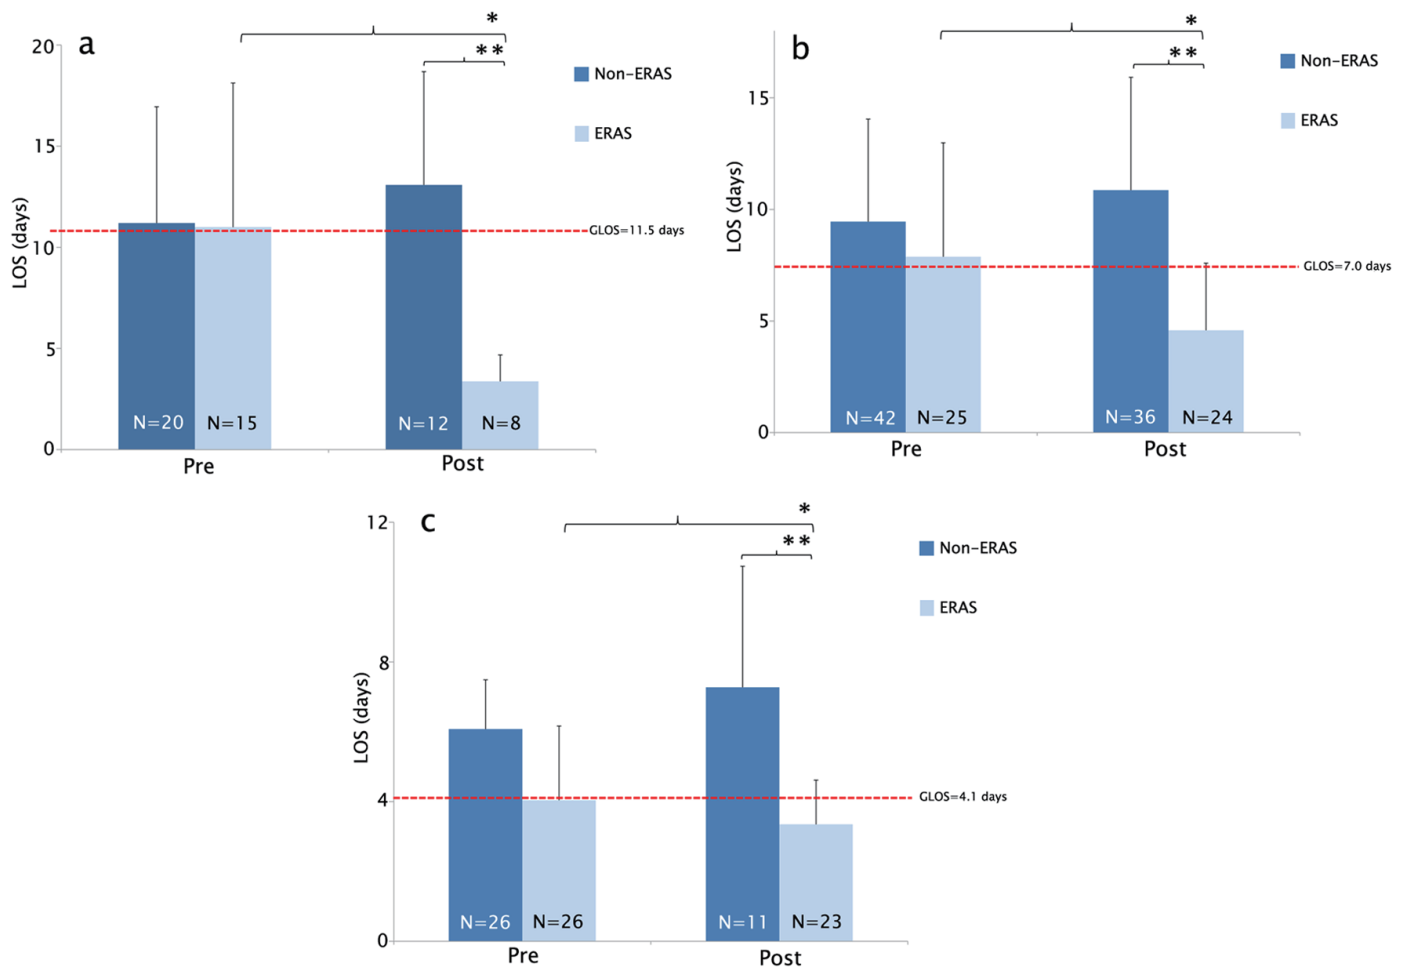 a
*
**
20
15
10
5
0
LOS (days)
Non-ERAS
ERAS
GLOS=11.5 days
N=20
N=15
N=12
N=8
Pre
Post
b
*
**
15
10
5
0
LOS (days)
Non-ERAS
ERAS
GLOS=7.0 days
N=42
N=25
N=36
N=24
Pre
Post
c
*
**
12
8
4
0
LOS (days)
Non-ERAS
ERAS
GLOS=4.1 days
N=26
N=26
N=11
N=23
Pre
Post